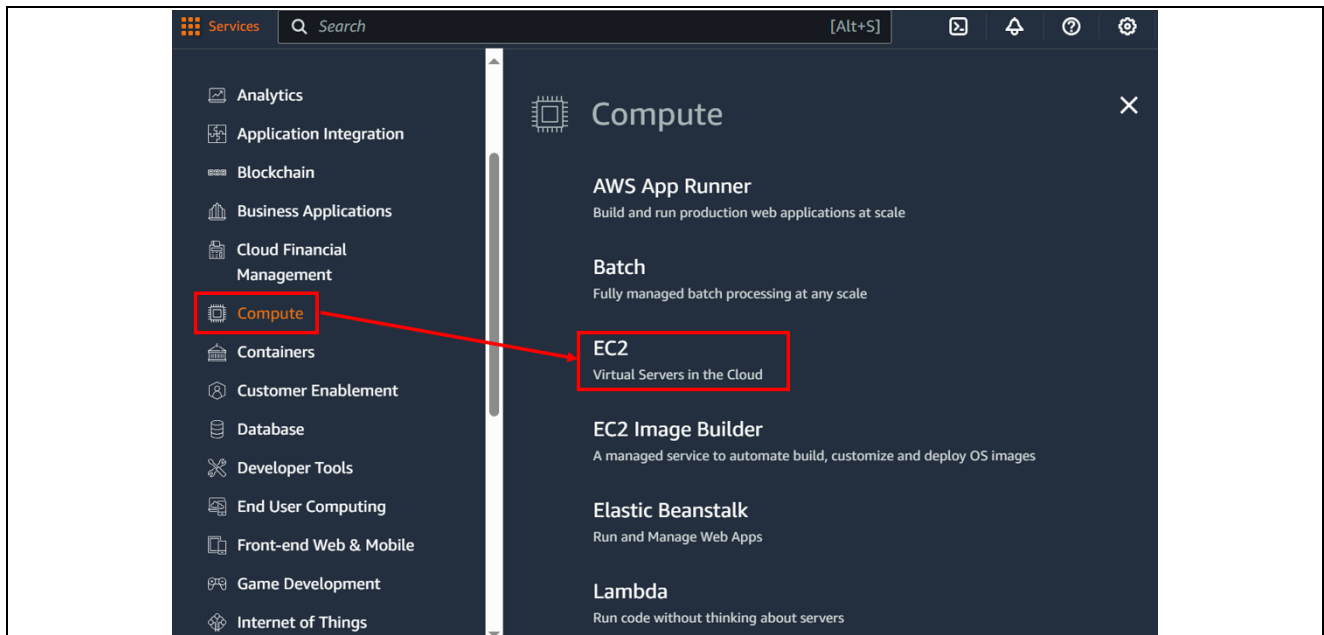 Services
Search
[Alt+S]
Analytics
Application Integration
Blockchain
Business Applications
Cloud Financial
Management
Compute
Containers
Customer Enablement
Database
Developer Tools
End User Computing
Front-end Web & Mobile
Game Development
Internet of Things
Compute
AWS App Runner
Build and run production web applications at scale
Batch
Fully managed batch processing at any scale
EC2
Virtual Servers in the Cloud
EC2 Image Builder
A managed service to automate build, customize and deploy OS images
Elastic Beanstalk
Run and Manage Web Apps
Lambda
Run code without thinking about servers